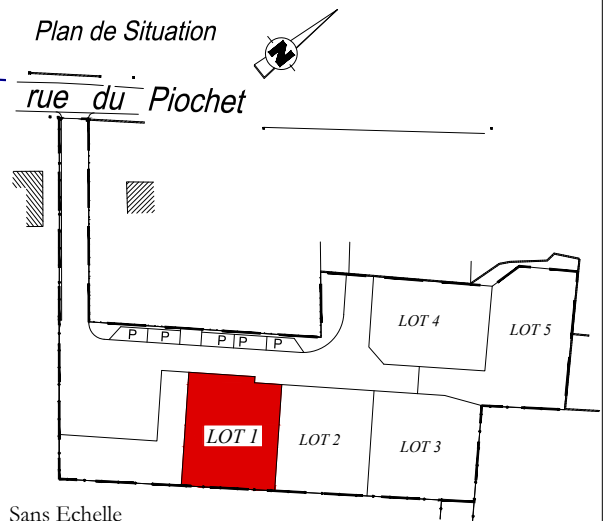 Plan de Situation
N
rue du Piochet
P P P P P
LOT 4
LOT 5
LOT 1
LOT 2
LOT 3
Sans Echelle